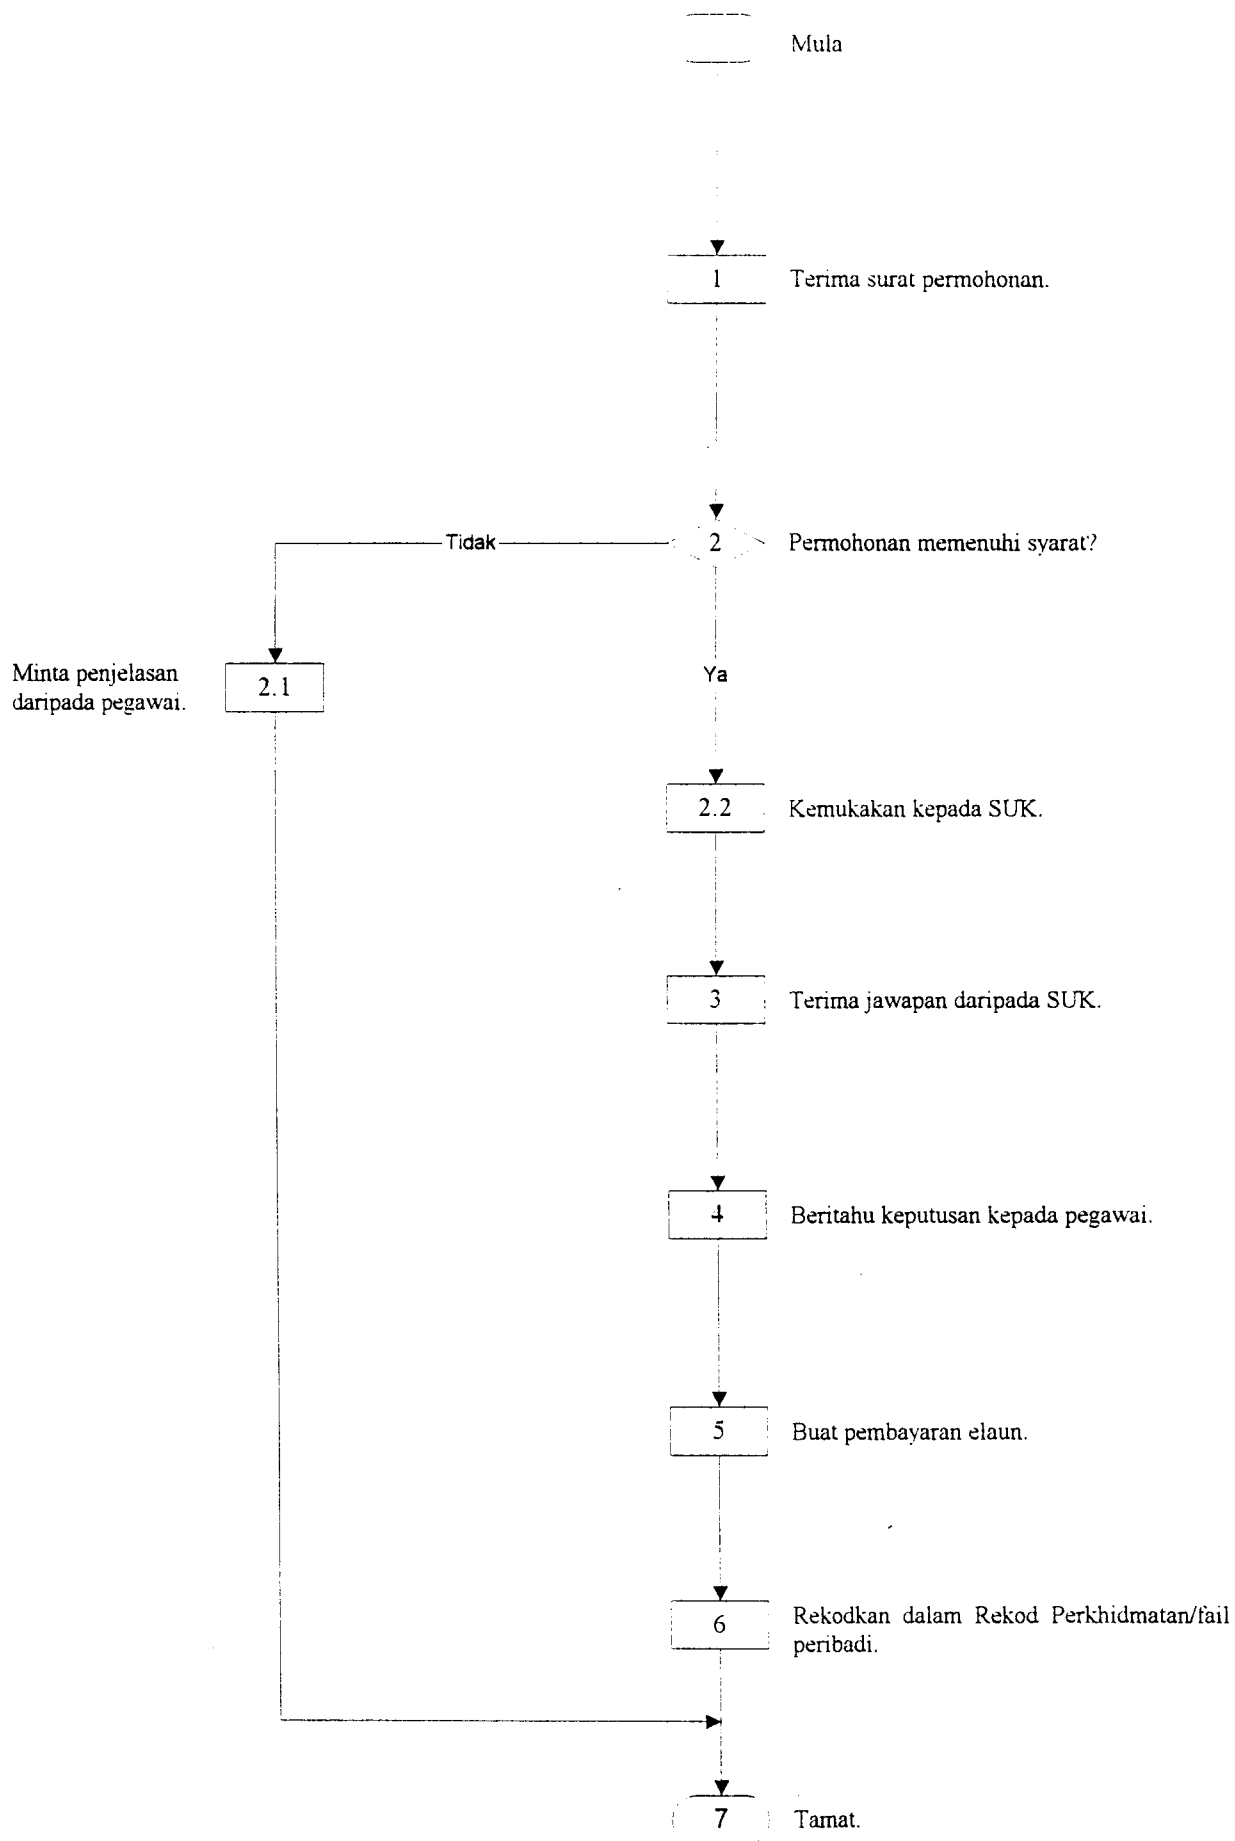 Mula
1 Terima surat permohonan.
Tidak 2 Permohonan memenuhi syarat?
Minta penjelasan
daripada pegawai.
2.1
Ya
2.2 Kemukakan kepada SUK.
3 Terima jawapan daripada SUK.
4 Beritahu keputusan kepada pegawai.
5 Buat pembayaran elaun.
6 Rekodkan dalam Rekod Perkhidmatan/fail
peribadi.
7 Tamat.